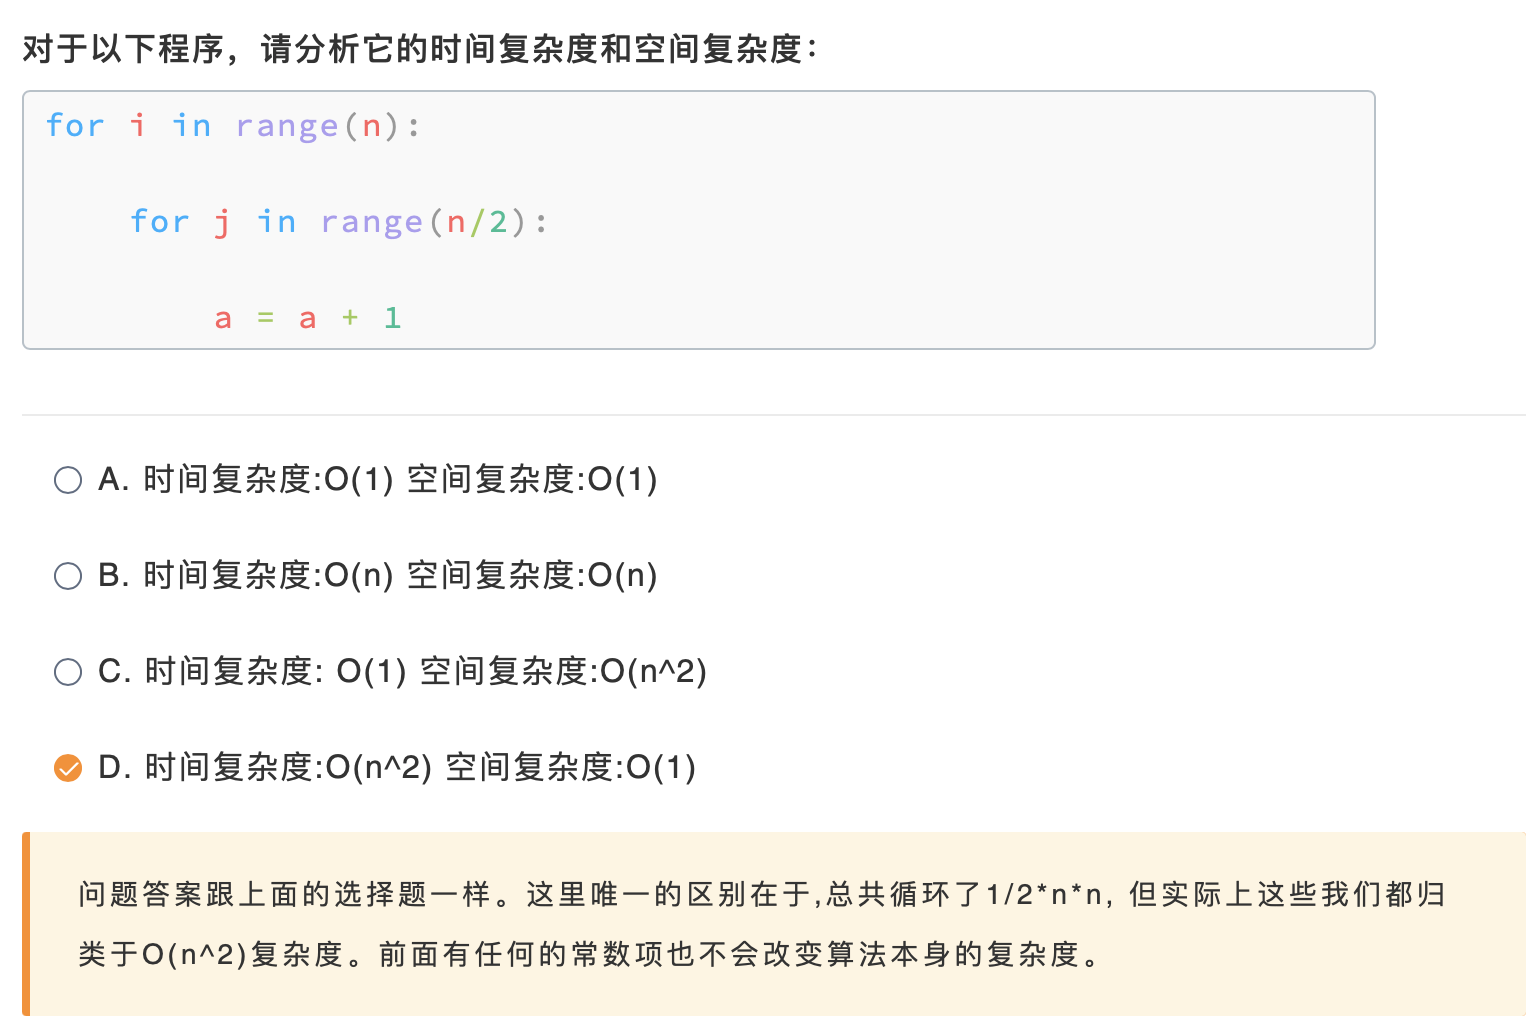 对于以下程序，请分析它的时间复杂度和空间复杂度：
for i in range(n):
    for j in range(n/2):
        a = a + 1
A. 时间复杂度:O(1) 空间复杂度:O(1)
B. 时间复杂度:O(n) 空间复杂度:O(n)
C. 时间复杂度: O(1) 空间复杂度:O(n^2)
D. 时间复杂度:O(n^2) 空间复杂度:O(1)
问题答案跟上面的选择题一样。这里唯一的区别在于,总共循环了1/2*n*n, 但实际上这些我们都归
类于O(n^2)复杂度。前面有任何的常数项也不会改变算法本身的复杂度。